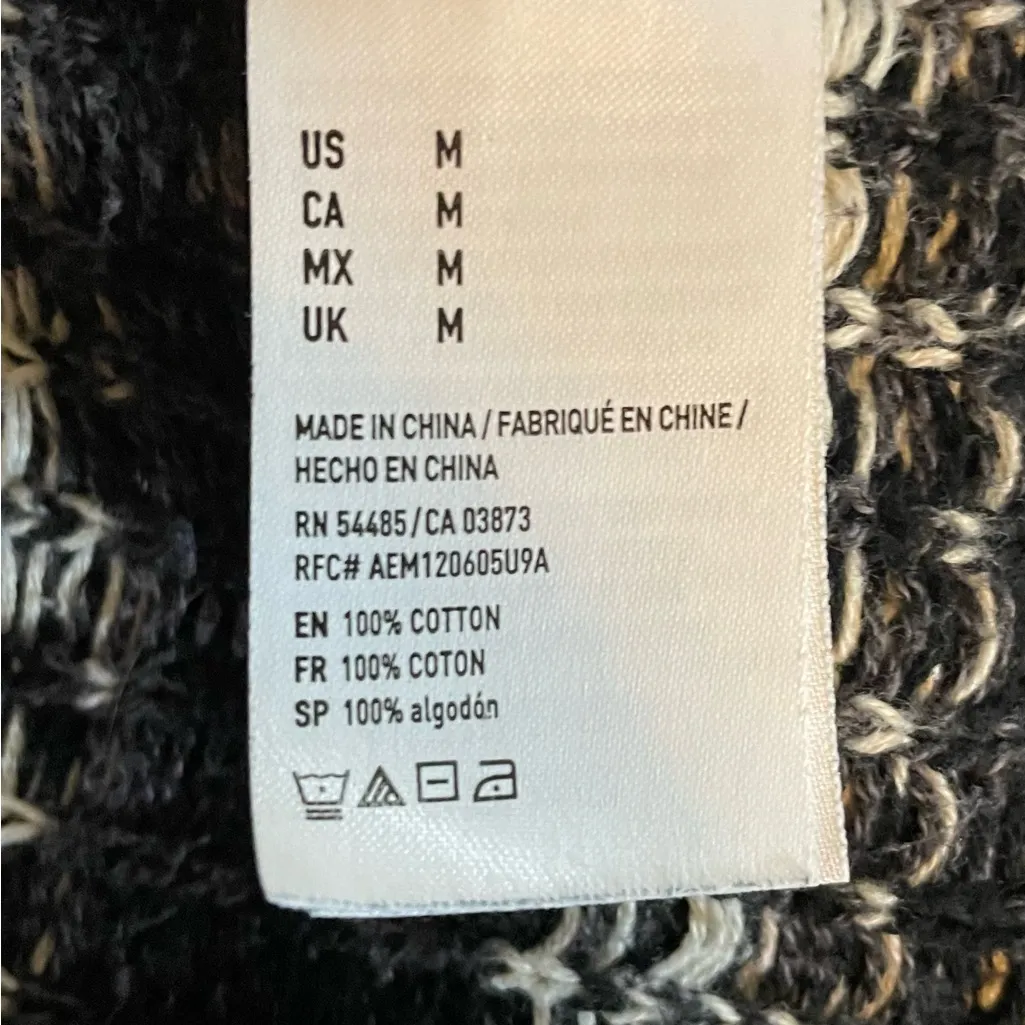 US M
CA M
MX M
UK M
MADE IN CHINA / FABRIQUÉ EN CHINE /
HECHO EN CHINA
RN 54485/CA 03873
RFC# AEM120605U9A
EN 100% COTTON
FR 100% COTON
SP 100% algodón